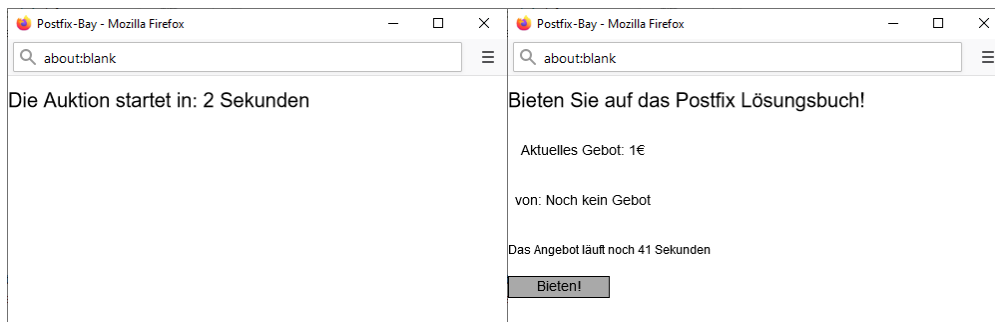 Postfix-Bay - Mozilla Firefox
about:blank
Die Auktion startet in: 2 Sekunden
Postfix-Bay - Mozilla Firefox
about:blank
Bieten Sie auf das Postfix Lösungsbuch!
Aktuelles Gebot: 1€
von: Noch kein Gebot
Das Angebot läuft noch 41 Sekunden
Bieten!